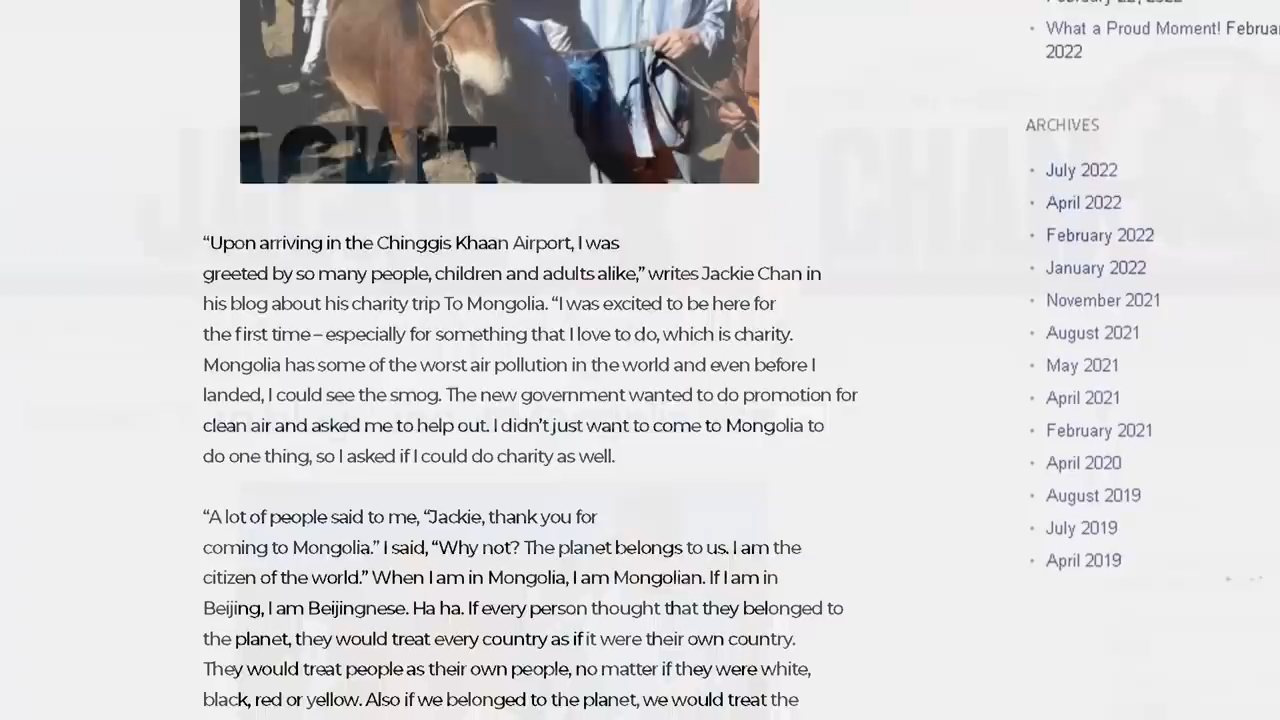 “Upon arriving in the Chinggis Khaan Airport, I was
greeted by so many people, children and adults alike,” writes Jackie Chan in
his blog about his charity trip To Mongolia. “I was excited to be here for
the first time – especially for something that I love to do, which is charity.
Mongolia has some of the worst air pollution in the world and even before I
landed, I could see the smog. The new government wanted to do promotion for
clean air and asked me to help out. I didn’t just want to come to Mongolia to
do one thing, so I asked if I could do charity as well.
“A lot of people said to me, “Jackie, thank you for
coming to Mongolia.” I said, “Why not? The planet belongs to us. I am the
citizen of the world.” When I am in Mongolia, I am Mongolian. If I am in
Beijing, I am Beijingnese. Ha ha. If every person thought that they belonged to
the planet, they would treat every country as if it were their own country.
They would treat people as their own people, no matter if they were white,
black, red or yellow. Also if we belonged to the planet, we would treat the
February 22, 2022
What a Proud Moment!
2022
ARCHIVES
July 2022
April 2022
February 2022
January 2022
November 2021
August 2021
May 2021
April 2021
February 2021
April 2020
August 2019
July 2019
April 2019
JACKIE CHAN